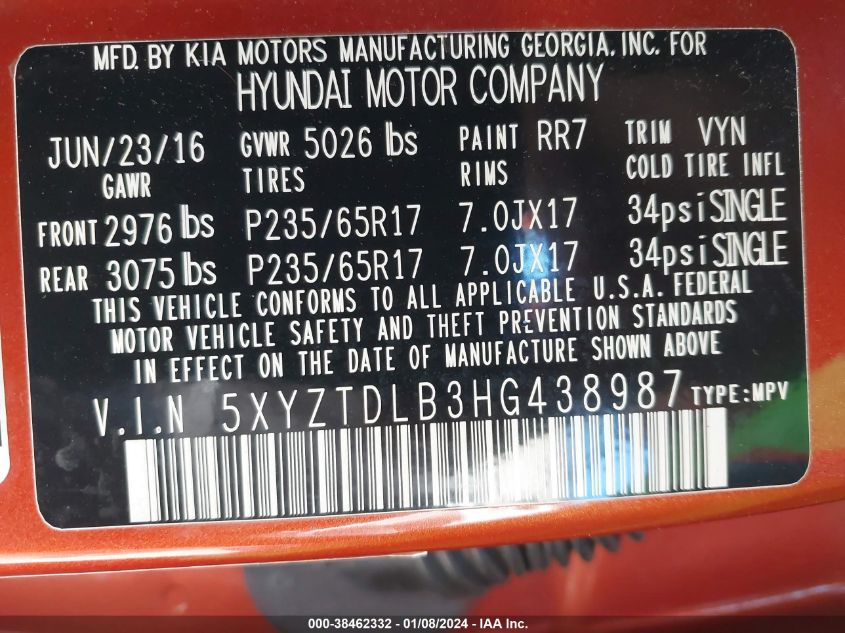 MFD. BY KIA MOTORS MANUFACTURING GEORGIA, INC. FOR
HYUNDAI MOTOR COMPANY
JUN/23/16 GVWR 5026 lbs PAINT RR7 TRIM VYN
GAWR TIRES RIMS COLD TIRE INFL
FRONT 2976 lbs P235/65R17 7.0JX17 34psi SINGLE
REAR 3075 lbs P235/65R17 7.0JX17 34psi SINGLE
THIS VEHICLE CONFORMS TO ALL APPLICABLE U.S.A. FEDERAL
MOTOR VEHICLE SAFETY AND THEFT PREVENTION STANDARDS
IN EFFECT ON THE DATE OF MANUFACTURE SHOWN ABOVE
V.I.N 5XYZTDLB3HG438987 TYPE:MPV
000-38462332 - 01/08/2024 - IAA Inc.